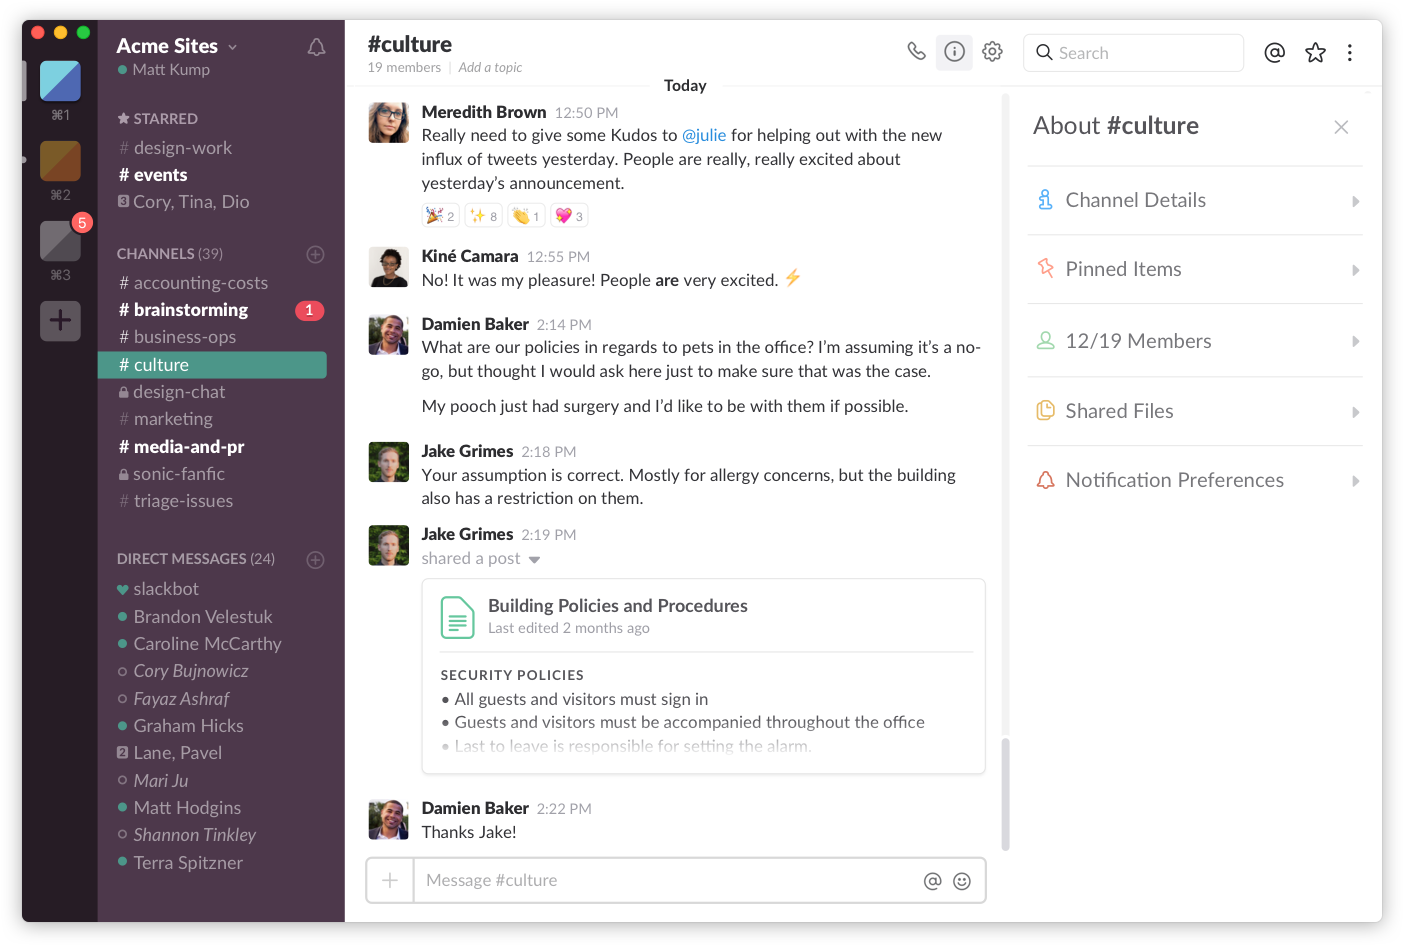 Acme Sites
Matt Kump
⌘1
⌘2
5
⌘3
STARRED
# design-work
# events
3 Cory, Tina, Dio
CHANNELS (39)
# accounting-costs
# brainstorming 1
# business-ops
# culture
design-chat
# marketing
# media-and-pr
sonic-fanfic
# triage-issues
DIRECT MESSAGES (24)
slackbot
Brandon Velestuk
Caroline McCarthy
Cory Bujnowicz
Fayaz Ashraf
Graham Hicks
2 Lane, Pavel
Mari Ju
Matt Hodgins
Shannon Tinkley
Terra Spitzner
#culture
19 members | Add a topic
Search
Today
Meredith Brown 12:50 PM
Really need to give some Kudos to @julie for helping out with the new
influx of tweets yesterday. People are really, really excited about
yesterday's announcement.
🎉 2 ✨ 8 👏 1 💖 3
Kiné Camara 12:55 PM
No! It was my pleasure! People are very excited. ⚡
Damien Baker 2:14 PM
What are our policies in regards to pets in the office? I'm assuming it's a no-
go, but thought I would ask here just to make sure that was the case.
My pooch just had surgery and I'd like to be with them if possible.
Jake Grimes 2:18 PM
Your assumption is correct. Mostly for allergy concerns, but the building
also has a restriction on them.
Jake Grimes 2:19 PM
shared a post
Building Policies and Procedures
Last edited 2 months ago
SECURITY POLICIES
• All guests and visitors must sign in
• Guests and visitors must be accompanied throughout the office
• Last to leave is responsible for setting the alarm.
Damien Baker 2:22 PM
Thanks Jake!
Message #culture
About #culture
Channel Details
Pinned Items
12/19 Members
Shared Files
Notification Preferences